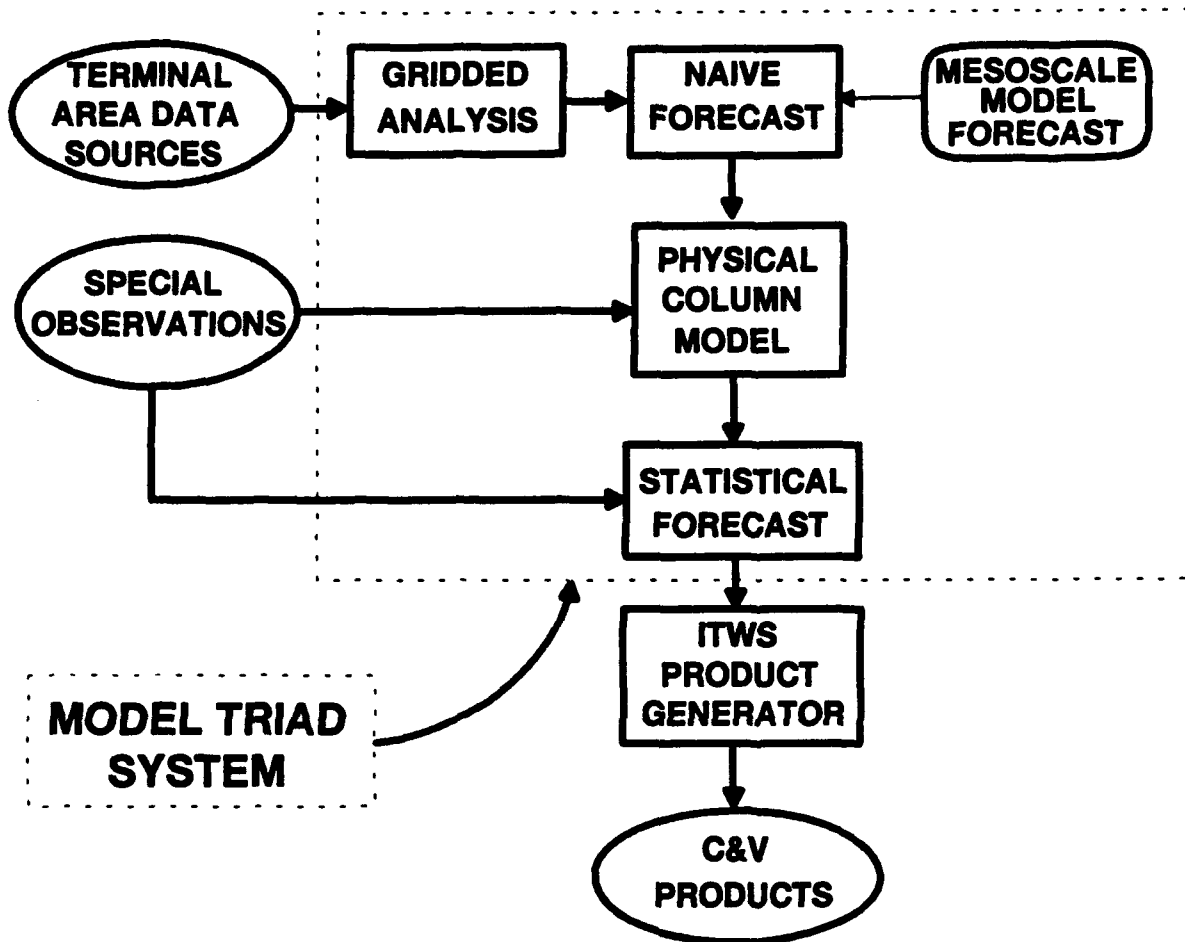 TERMINAL
AREA DATA
SOURCES
GRIDDED
ANALYSIS
NAIVE
FORECAST
MESOSCALE
MODEL
FORECAST
SPECIAL
OBSERVATIONS
PHYSICAL
COLUMN
MODEL
STATISTICAL
FORECAST
ITWS
PRODUCT
GENERATOR
MODEL TRIAD
SYSTEM
C&V
PRODUCTS